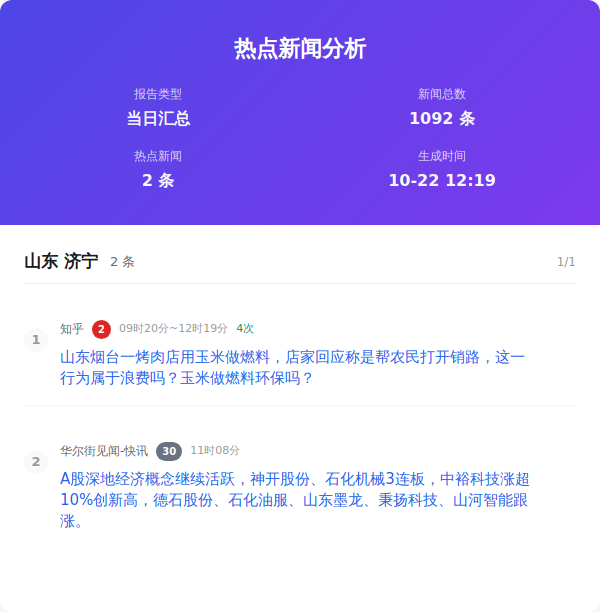 热点新闻分析
报告类型
新闻总数
当日汇总
1092 条
热点新闻
生成时间
2 条
10-22 12:19
山东 济宁 2 条 1/1
知乎 2 09时20分~12时19分 4次
1
山东烟台一烤肉店用玉米做燃料，店家回应称是帮农民打开销路，这一
行为属于浪费吗？玉米做燃料环保吗？
华尔街见闻-快讯 30 11时08分
2
A股深地经济概念继续活跃，神开股份、石化机械3连板，中裕科技涨超
10%创新高，德石股份、石化油服、山东墨龙、秉扬科技、山河智能跟
涨。